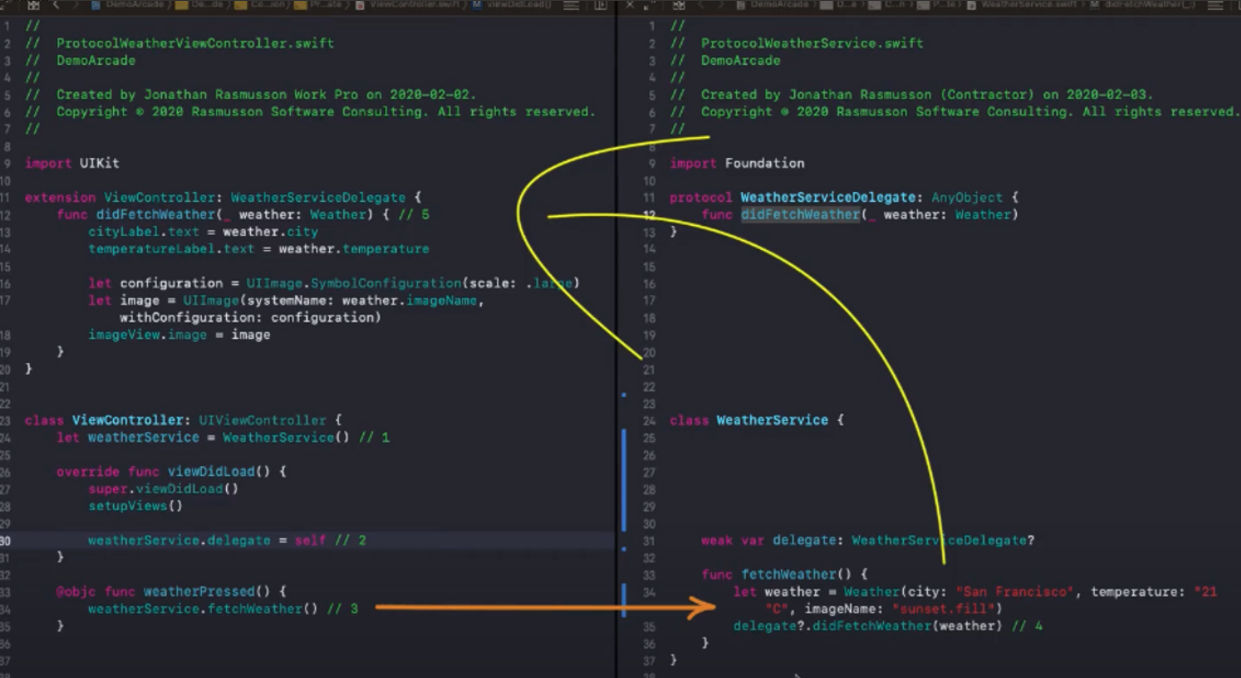 DemoArcade
ViewController.swift
M viewDidLoad()
1 //
2 // ProtocolWeatherViewController.swift
3 // DemoArcade
4 //
5 // Created by Jonathan Rasmusson Work Pro on 2020-02-02.
6 // Copyright © 2020 Rasmusson Software Consulting. All rights reserved.
7 //
8
9 import UIKit
10
11 extension ViewController: WeatherServiceDelegate {
12 func didFetchWeather(_ weather: Weather) { // 5
13 cityLabel.text = weather.city
14 temperatureLabel.text = weather.temperature
15
16 let configuration = UIImage.SymbolConfiguration(scale: .large)
17 let image = UIImage(systemName: weather.imageName,
withConfiguration: configuration)
18 imageView.image = image
19 }
20 }
21
22
23 class ViewController: UIViewController {
24 let weatherService = WeatherService() // 1
25
26 override func viewDidLoad() {
27 super.viewDidLoad()
28 setupViews()
29
30 weatherService.delegate = self // 2
31 }
32
33 @objc func weatherPressed() {
34 weatherService.fetchWeather() // 3
35 }
36
37
DemoArcade
WeatherService.swift
M didFetchWeather(_:)
1 //
2 // ProtocolWeatherService.swift
3 // DemoArcade
4 //
5 // Created by Jonathan Rasmusson (Contractor) on 2020-02-03.
6 // Copyright © 2020 Rasmusson Software Consulting. All rights reserved.
7 //
8
9 import Foundation
10
11 protocol WeatherServiceDelegate: AnyObject {
12 func didFetchWeather(_ weather: Weather)
13 }
14
15
16
17
18
19
20
21
22
23
24 class WeatherService {
25
26
27
28
29
30
31 weak var delegate: WeatherServiceDelegate?
32
33 func fetchWeather() {
34 let weather = Weather(city: "San Francisco", temperature: "21
°C", imageName: "sunset.fill")
35 delegate?.didFetchWeather(weather) // 4
36 }
37 }